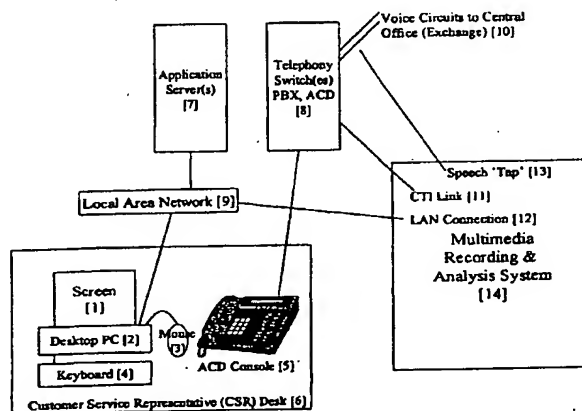 Voice Circuits to Central
Office (Exchange) [10]
Application
Server(s)
[7]
Telephony
Switch(es)
PBX, ACD
[8]
Speech 'Tap' [13]
CTI Link [11]
LAN Connection [12]
Multimedia
Recording &
Analysis System
[14]
Local Area Network [9]
Screen
[1]
Desktop PC [2]
Mouse
[3]
Keyboard [4]
ACD Console [5]
Customer Service Representative (CSR) Desk [6]